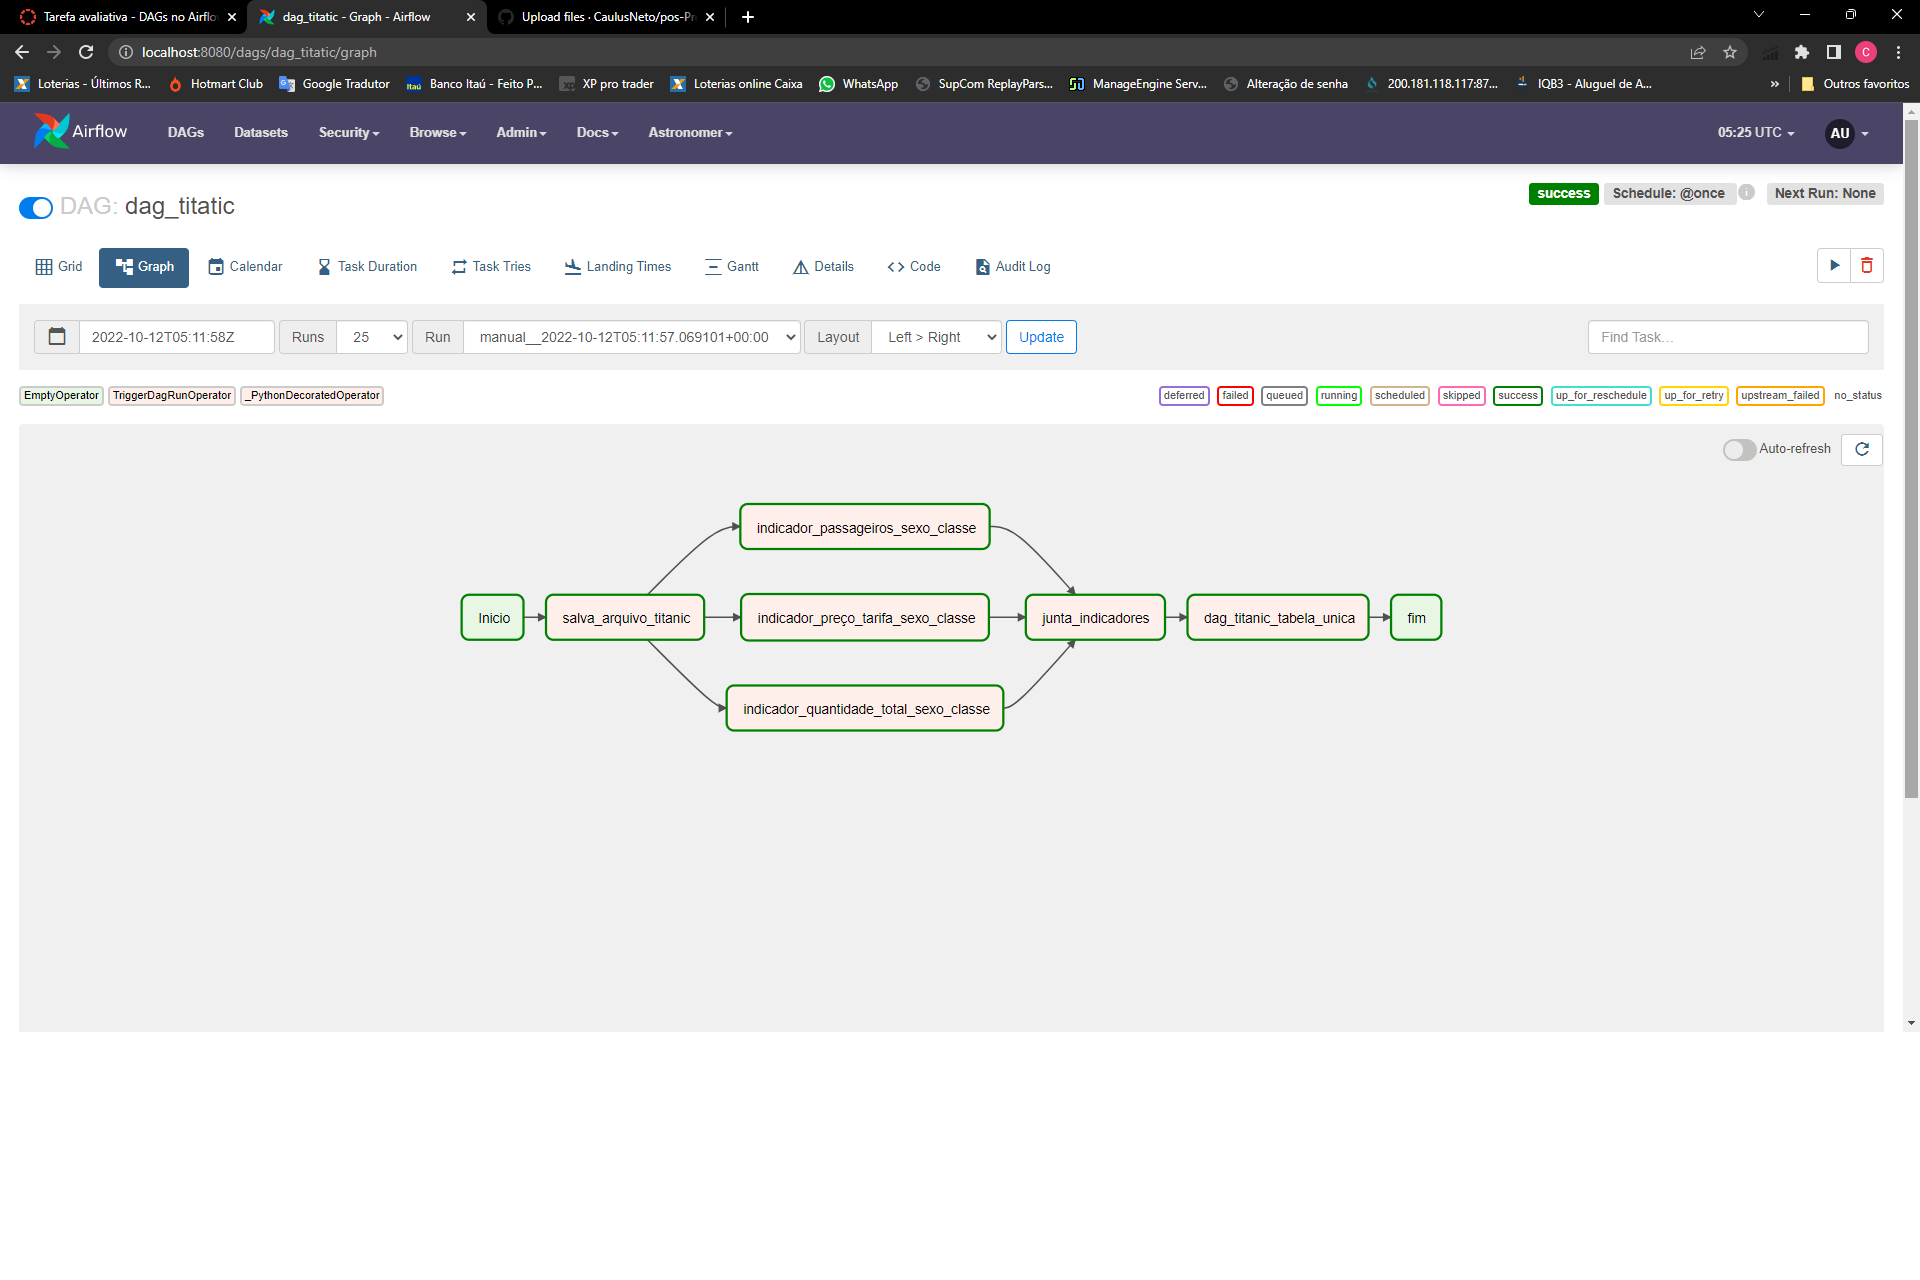 Tarefa avaliativa - DAGs no Airflo
dag_titatic - Graph - Airflow
Upload files · CaulusNeto/pos-Pr
localhost:8080/dags/dag_titatic/graph
C
Loterias - Últimos R...
Hotmart Club
Google Tradutor
Itaú
Banco Itaú - Feito P...
XP pro trader
Loterias online Caixa
WhatsApp
SupCom ReplayPars...
ManageEngine Serv...
Alteração de senha
200.181.118.117:87...
IQB3 - Aluguel de A...
»
Outros favoritos
Airflow
DAGs
Datasets
Security
Browse
Admin
Docs
Astronomer
05:25 UTC
AU
DAG: dag_titatic
success
Schedule: @once
i
Next Run: None
Grid
Graph
Calendar
Task Duration
Task Tries
Landing Times
Gantt
Details
Code
Audit Log
2022-10-12T05:11:58Z
Runs
25
Run
manual__2022-10-12T05:11:57.069101+00:00
Layout
Left > Right
Update
Find Task...
EmptyOperator
TriggerDagRunOperator
_PythonDecoratedOperator
deferred
failed
queued
running
scheduled
skipped
success
up_for_reschedule
up_for_retry
upstream_failed
no_status
Auto-refresh
indicador_passageiros_sexo_classe
Inicio
salva_arquivo_titanic
indicador_preço_tarifa_sexo_classe
junta_indicadores
dag_titanic_tabela_unica
fim
indicador_quantidade_total_sexo_classe